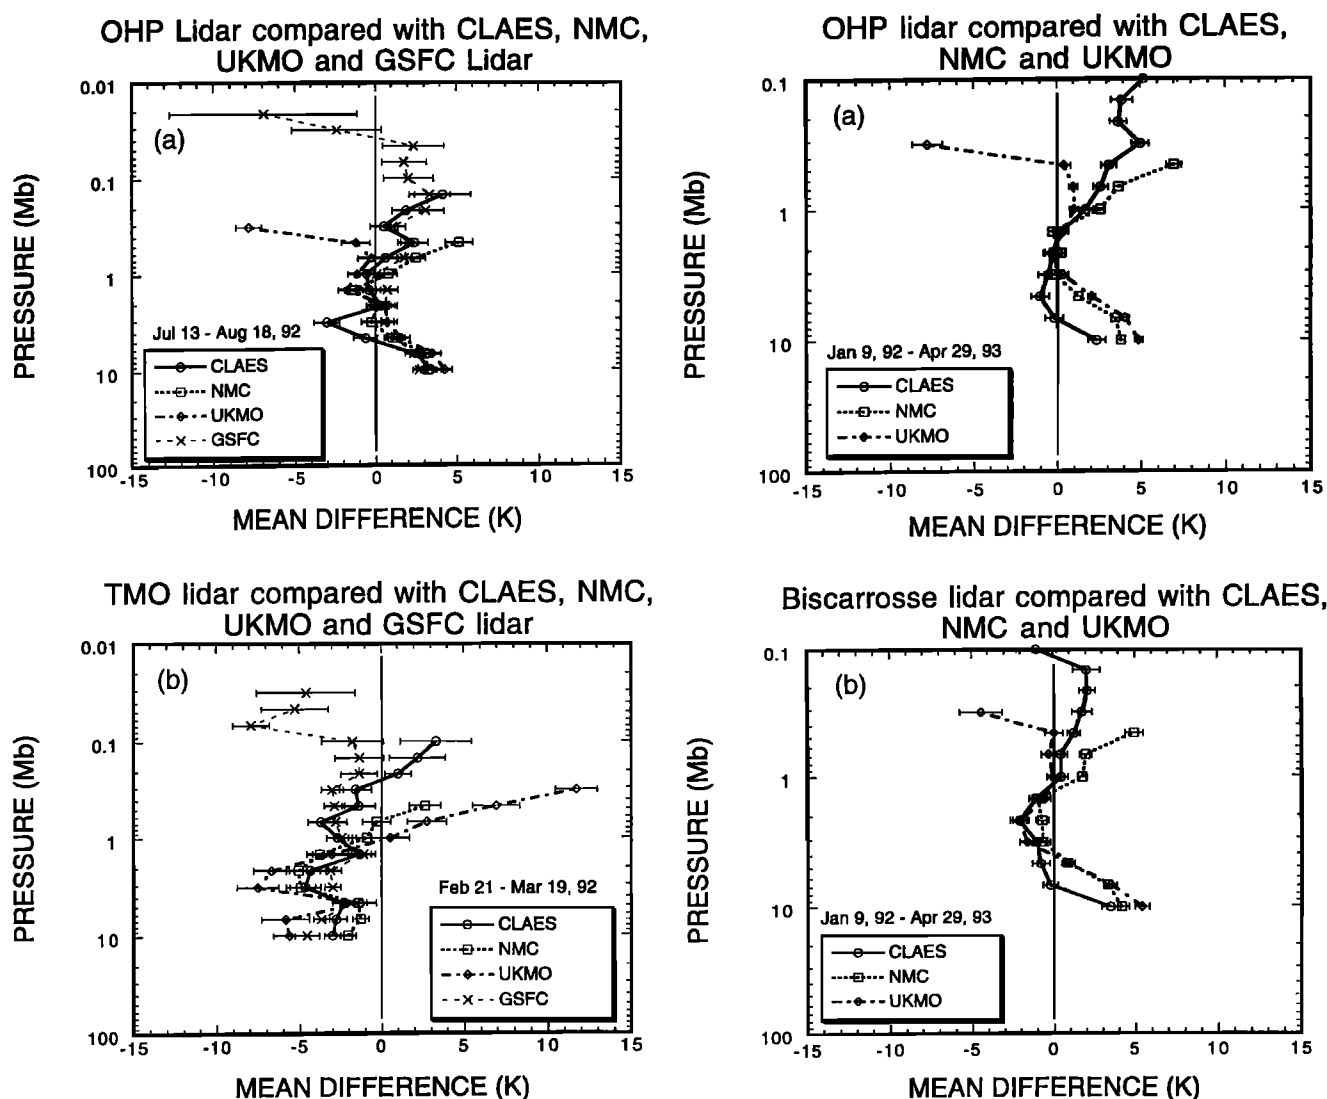 OHP Lidar compared with CLAES, NMC,
UKMO and GSFC Lidar
0.01
0.1
1
10
100
PRESSURE (Mb)
(a)
Jul 13 - Aug 18, 92
CLAES
NMC
UKMO
GSFC
-15
-10
-5
0
5
10
15
MEAN DIFFERENCE (K)
OHP lidar compared with CLAES,
NMC and UKMO
0.1
1
10
100
PRESSURE (Mb)
(a)
Jan 9, 92 - Apr 29, 93
CLAES
NMC
UKMO
-15
-10
-5
0
5
10
15
MEAN DIFFERENCE (K)
TMO lidar compared with CLAES, NMC,
UKMO and GSFC lidar
0.01
0.1
1
10
100
PRESSURE (Mb)
(b)
Feb 21 - Mar 19, 92
CLAES
NMC
UKMO
GSFC
-15
-10
-5
0
5
10
15
MEAN DIFFERENCE (K)
Biscarrosse lidar compared with CLAES,
NMC and UKMO
0.1
1
10
100
PRESSURE (Mb)
(b)
Jan 9, 92 - Apr 29, 93
CLAES
NMC
UKMO
-15
-10
-5
0
5
10
15
MEAN DIFFERENCE (K)